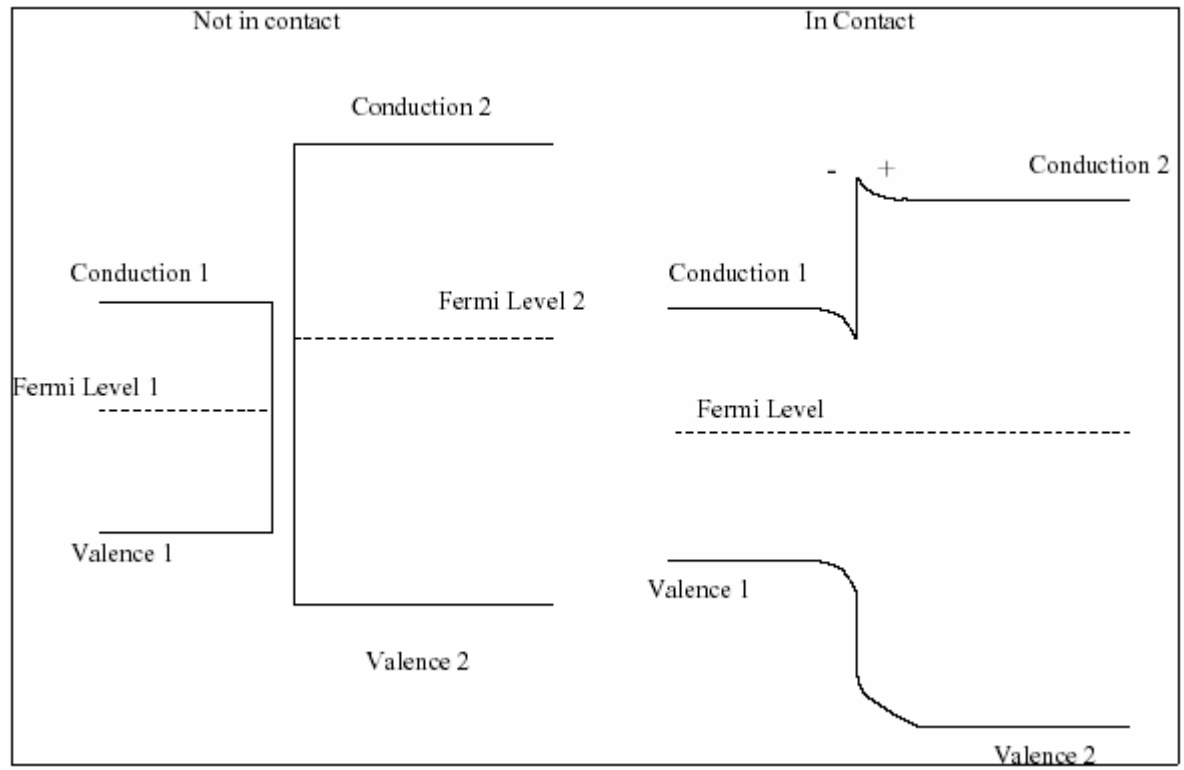 Not in contact
In Contact
Conduction 2
- +
Conduction 2
Conduction 1
Conduction 1
Fermi Level 2
Fermi Level 1
Fermi Level
Valence 1
Valence 1
Valence 2
Valence 2